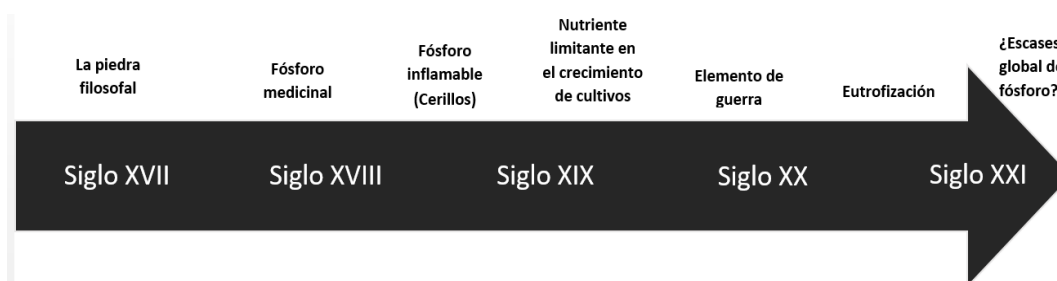 La piedra
filosofal
Fósforo
medicinal
Fósforo
inflamable
(Cerillos)
Nutriente
limitante en
el crecimiento
de cultivos
Elemento de
guerra
Eutrofización
¿Escases
global de
fósforo?
Siglo XVII
Siglo XVIII
Siglo XIX
Siglo XX
Siglo XXI